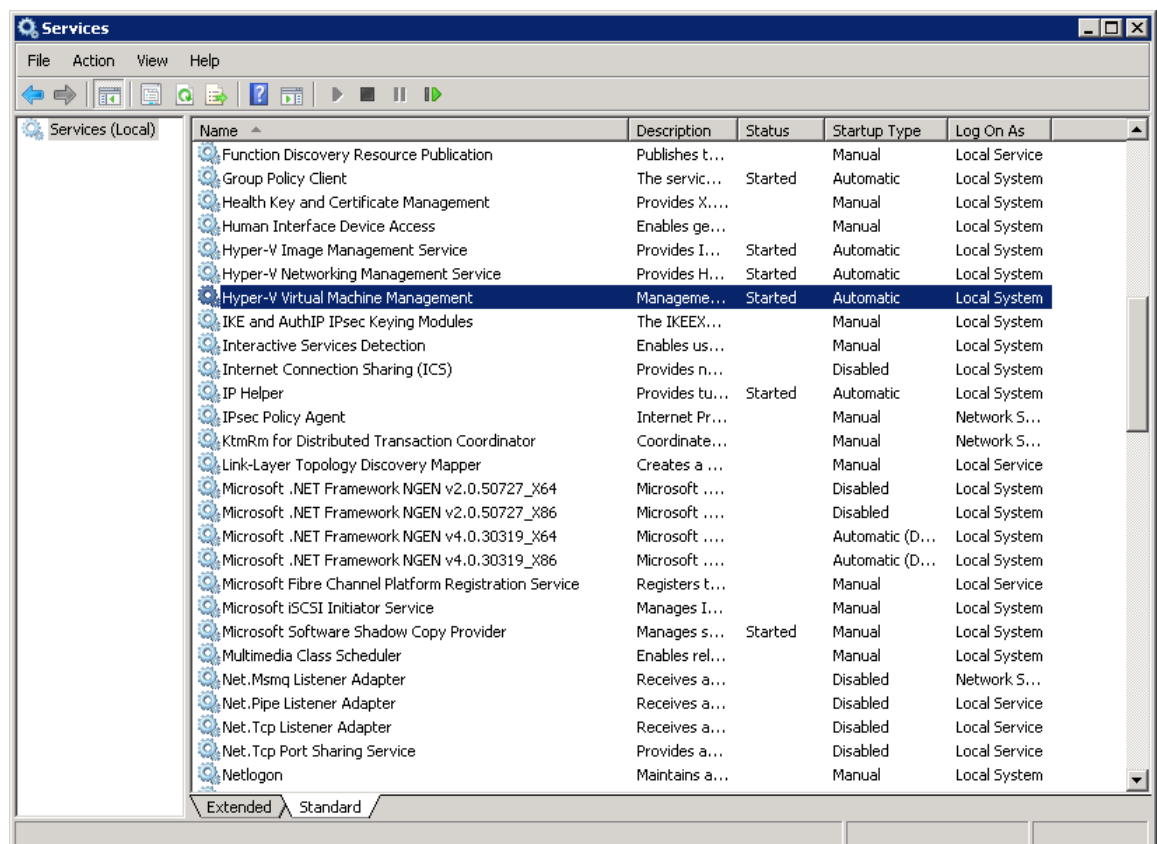 Services
File Action View Help
Services (Local)
Name Description Status Startup Type Log On As
Function Discovery Resource Publication Publishes t... Manual Local Service
Group Policy Client The servic... Started Automatic Local System
Health Key and Certificate Management Provides X.... Manual Local System
Human Interface Device Access Enables ge... Manual Local System
Hyper-V Image Management Service Provides I... Started Automatic Local System
Hyper-V Networking Management Service Provides H... Started Automatic Local System
Hyper-V Virtual Machine Management Manageme... Started Automatic Local System
IKE and AuthIP IPsec Keying Modules The IKEEX... Manual Local System
Interactive Services Detection Enables us... Manual Local System
Internet Connection Sharing (ICS) Provides n... Disabled Local System
IP Helper Provides tu... Started Automatic Local System
IPsec Policy Agent Internet Pr... Manual Network S...
KtmRm for Distributed Transaction Coordinator Coordinate... Manual Network S...
Link-Layer Topology Discovery Mapper Creates a ... Manual Local Service
Microsoft .NET Framework NGEN v2.0.50727_X64 Microsoft .... Disabled Local System
Microsoft .NET Framework NGEN v2.0.50727_X86 Microsoft .... Disabled Local System
Microsoft .NET Framework NGEN v4.0.30319_X64 Microsoft .... Automatic (D... Local System
Microsoft .NET Framework NGEN v4.0.30319_X86 Microsoft .... Automatic (D... Local System
Microsoft Fibre Channel Platform Registration Service Registers t... Manual Local Service
Microsoft iSCSI Initiator Service Manages I... Manual Local System
Microsoft Software Shadow Copy Provider Manages s... Started Manual Local System
Multimedia Class Scheduler Enables rel... Manual Local System
Net.Msmq Listener Adapter Receives a... Disabled Network S...
Net.Pipe Listener Adapter Receives a... Disabled Local Service
Net.Tcp Listener Adapter Receives a... Disabled Local Service
Net.Tcp Port Sharing Service Provides a... Disabled Local Service
Netlogon Maintains a... Manual Local System
Extended Standard